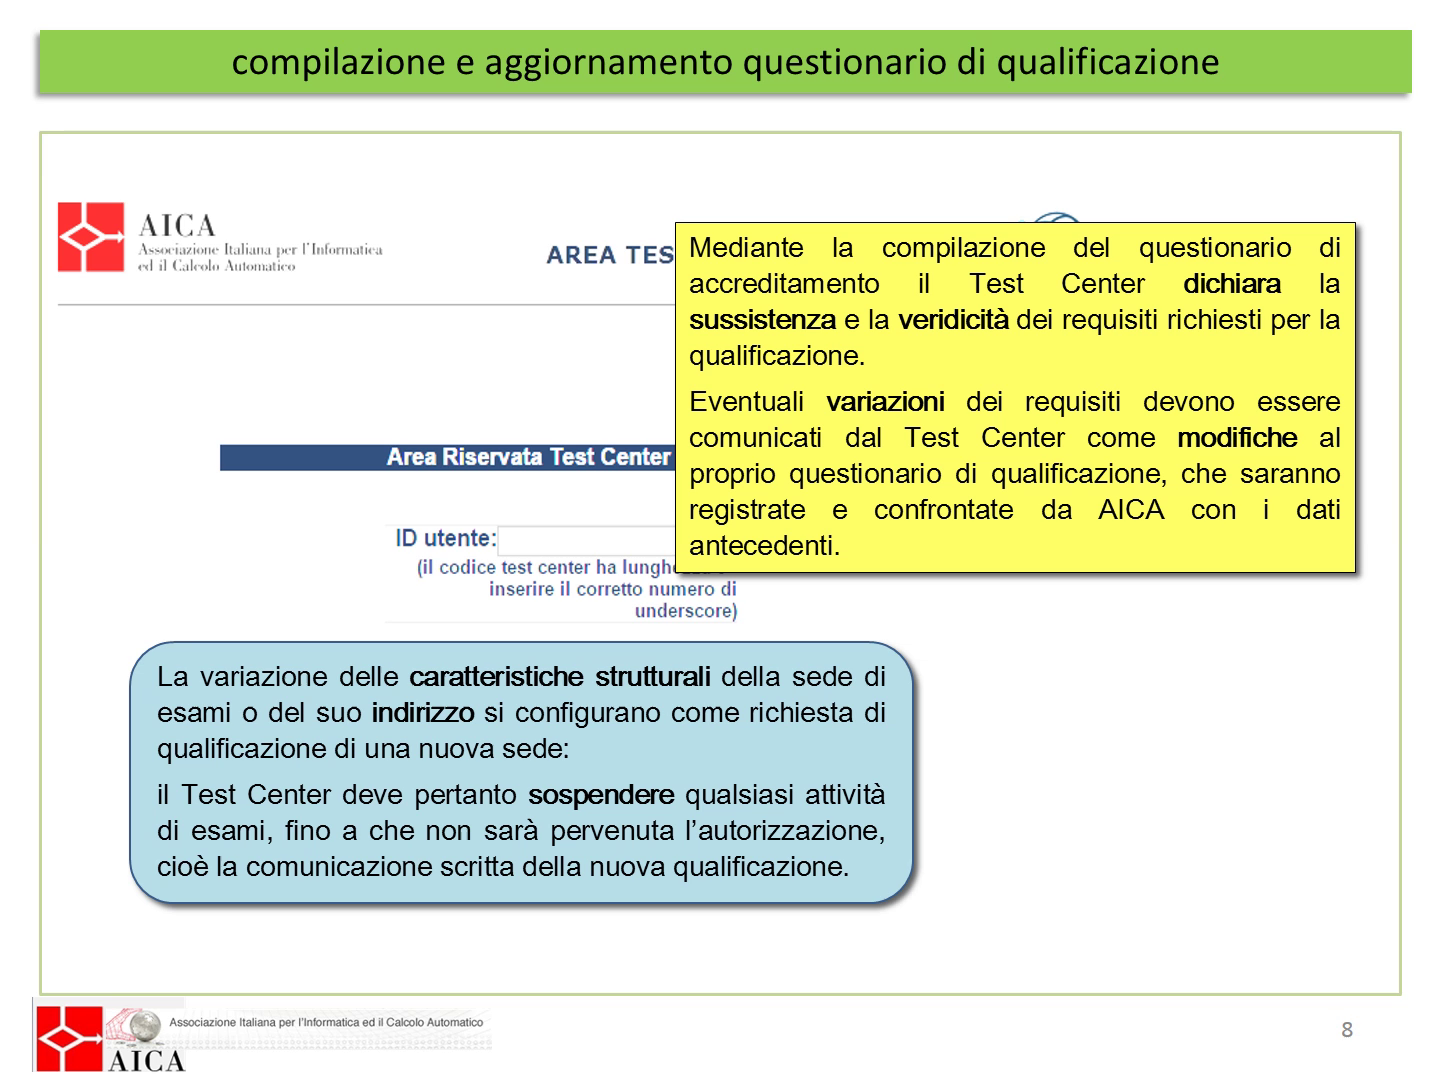 compilazione e aggiornamento questionario di qualificazione
AICA
Associazione Italiana per l'Informatica
ed il Calcolo Automatico
AREA TES
Mediante la compilazione del questionario di
accreditamento il Test Center dichiara la
sussistenza e la veridicità dei requisiti richiesti per la
qualificazione.
Eventuali variazioni dei requisiti devono essere
comunicati dal Test Center come modifiche al
proprio questionario di qualificazione, che saranno
registrate e confrontate da AICA con i dati
antecedenti.
Area Riservata Test Center
ID utente:
(il codice test center ha
inserire il corretto numero di
underscore)
La variazione delle caratteristiche strutturali della sede di
esami o del suo indirizzo si configurano come richiesta di
qualificazione di una nuova sede:
il Test Center deve pertanto sospendere qualsiasi attività
di esami, fino a che non sarà pervenuta l’autorizzazione,
cioè la comunicazione scritta della nuova qualificazione.
Associazione Italiana per l'Informatica ed il Calcolo Automatico
AICA
8